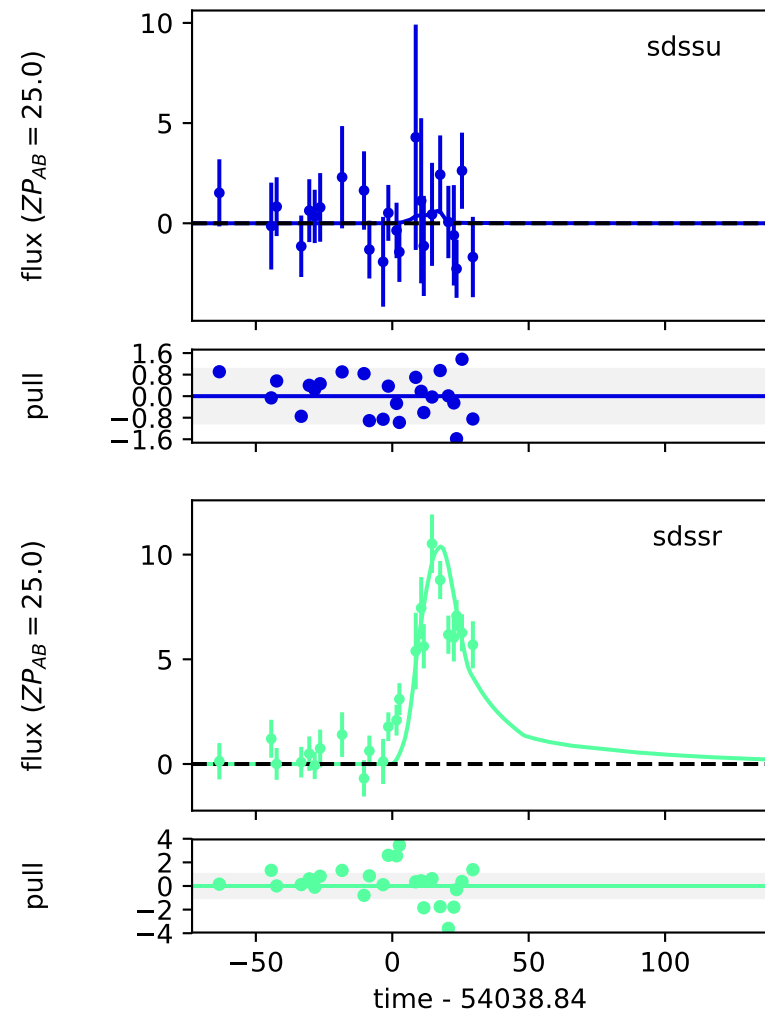 10
sdssu
5
0
flux (ZP_AB = 25.0)
1.6
0.8
0.0
−0.8
−1.6
pull
sdssr
10
5
0
flux (ZP_AB = 25.0)
4
2
0
−2
−4
pull
−50 0 50 100
time - 54038.84